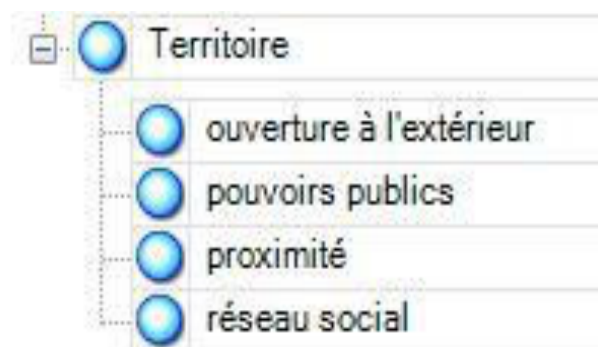 Territoire
ouverture à l'extérieur
pouvoirs publics
proximité
réseau social